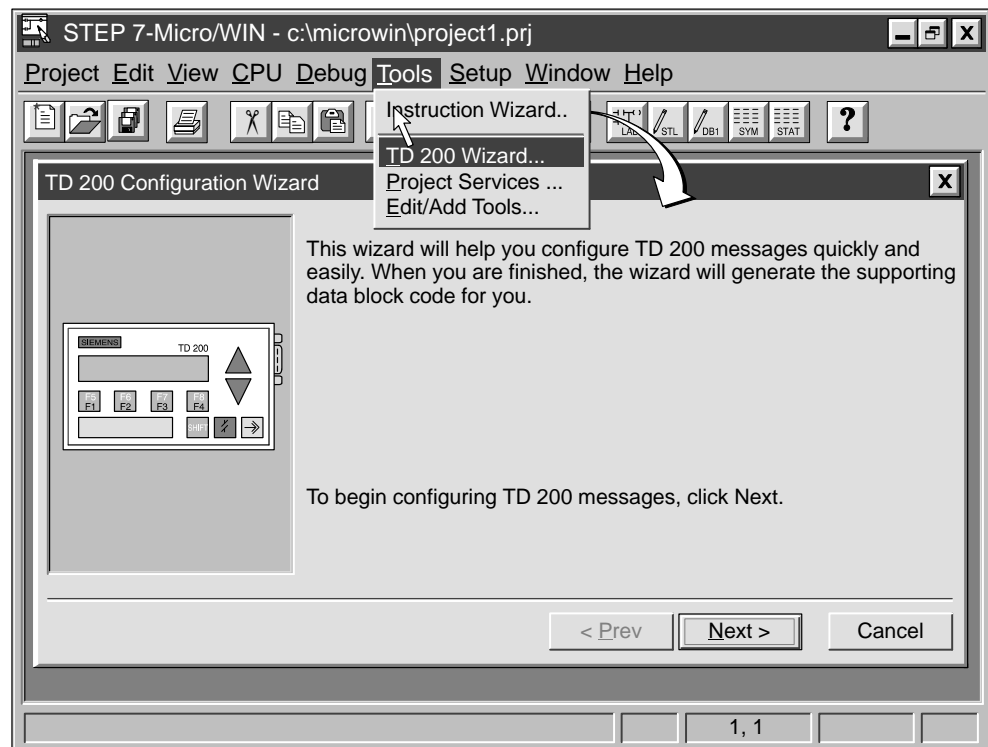 STEP 7-Micro/WIN - c:\microwin\project1.prj
Project Edit View CPU Debug Tools Setup Window Help
Instruction Wizard..
TD 200 Wizard...
Project Services ...
Edit/Add Tools...
LAD STL DB1 SYM STAT ?
TD 200 Configuration Wizard
This wizard will help you configure TD 200 messages quickly and
easily. When you are finished, the wizard will generate the supporting
data block code for you.
SIEMENS
TD 200
F5 F6 F7 F8
F1 F2 F3 F4
SHIFT
To begin configuring TD 200 messages, click Next.
< Prev Next > Cancel
1, 1